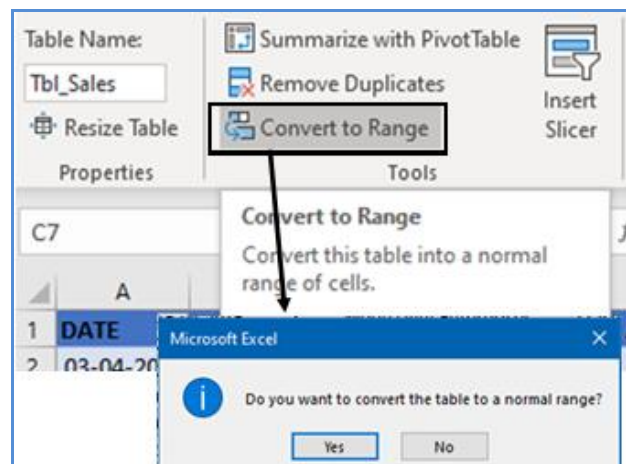 Table Name:
Tbl_Sales
Resize Table
Properties
Summarize with PivotTable
Remove Duplicates
Convert to Range
Tools
Insert
Slicer
C7
Convert to Range
Convert this table into a normal
range of cells.
A
1 DATE
2 03-04-20
Microsoft Excel
Do you want to convert the table to a normal range?
Yes No